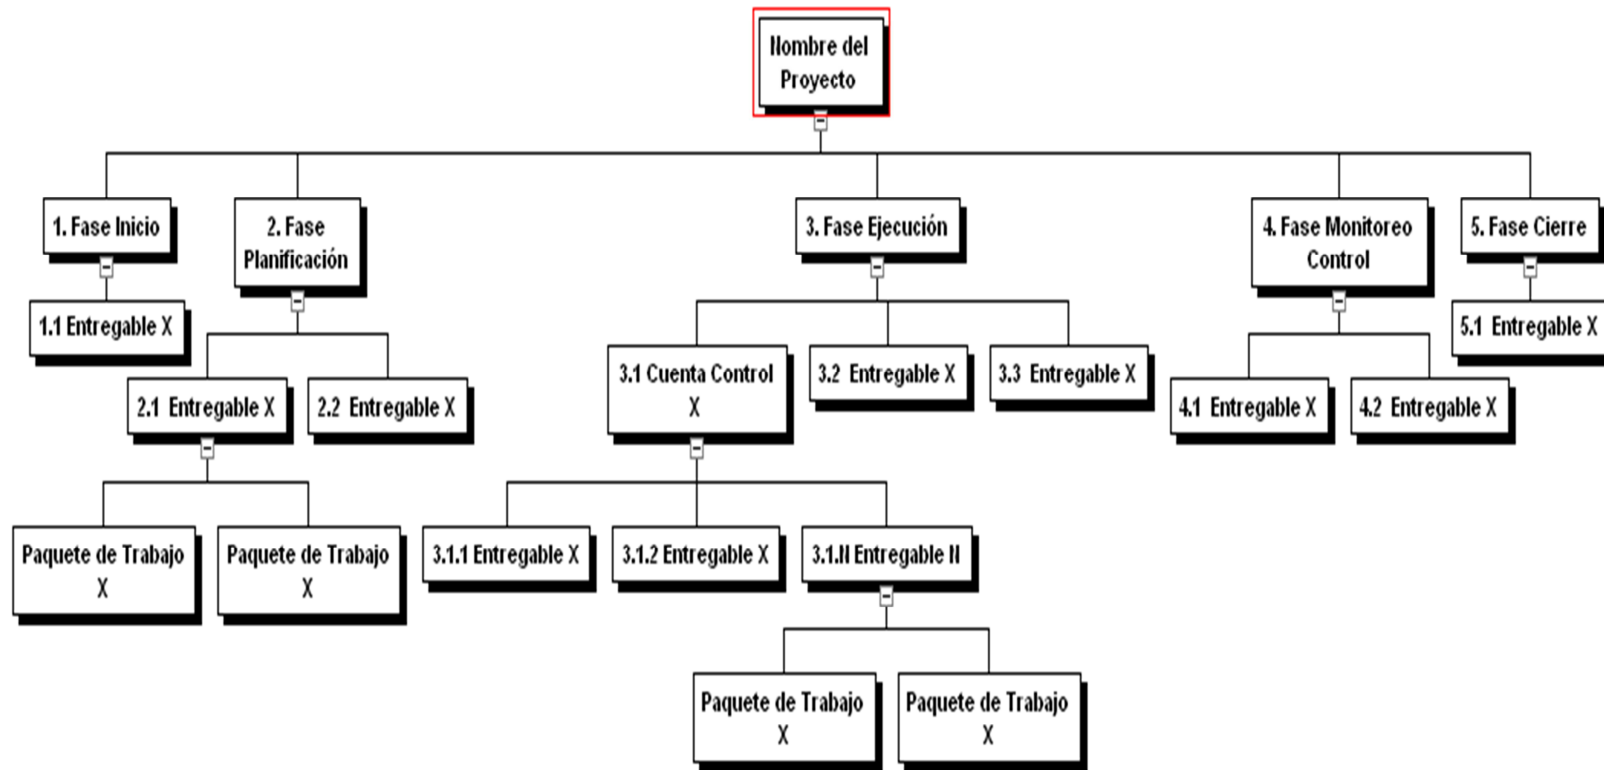 Nombre del
Proyecto
1. Fase Inicio
2. Fase
Planificación
3. Fase Ejecución
4. Fase Monitoreo
Control
5. Fase Cierre
1.1 Entregable X
2.1 Entregable X
2.2 Entregable X
3.1 Cuenta Control
X
3.2 Entregable X
3.3 Entregable X
4.1 Entregable X
4.2 Entregable X
5.1 Entregable X
Paquete de Trabajo
X
Paquete de Trabajo
X
3.1.1 Entregable X
3.1.2 Entregable X
3.1.N Entregable N
Paquete de Trabajo
X
Paquete de Trabajo
X